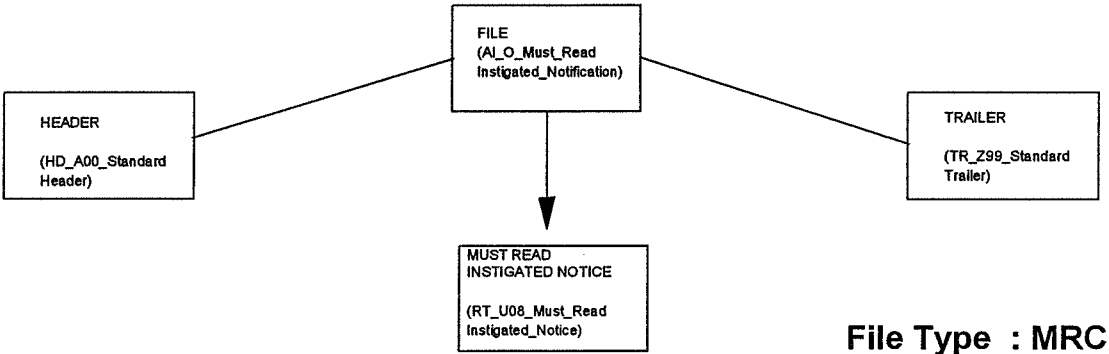 FILE
(AI_O_Must_Read
Instigated_Notification)
HEADER
(HD_A00_Standard
Header)
TRAILER
(TR_Z99_Standard
Trailer)
MUST READ
INSTIGATED NOTICE
(RT_U08_Must_Read
Instigated_Notice)
File Type : MRC